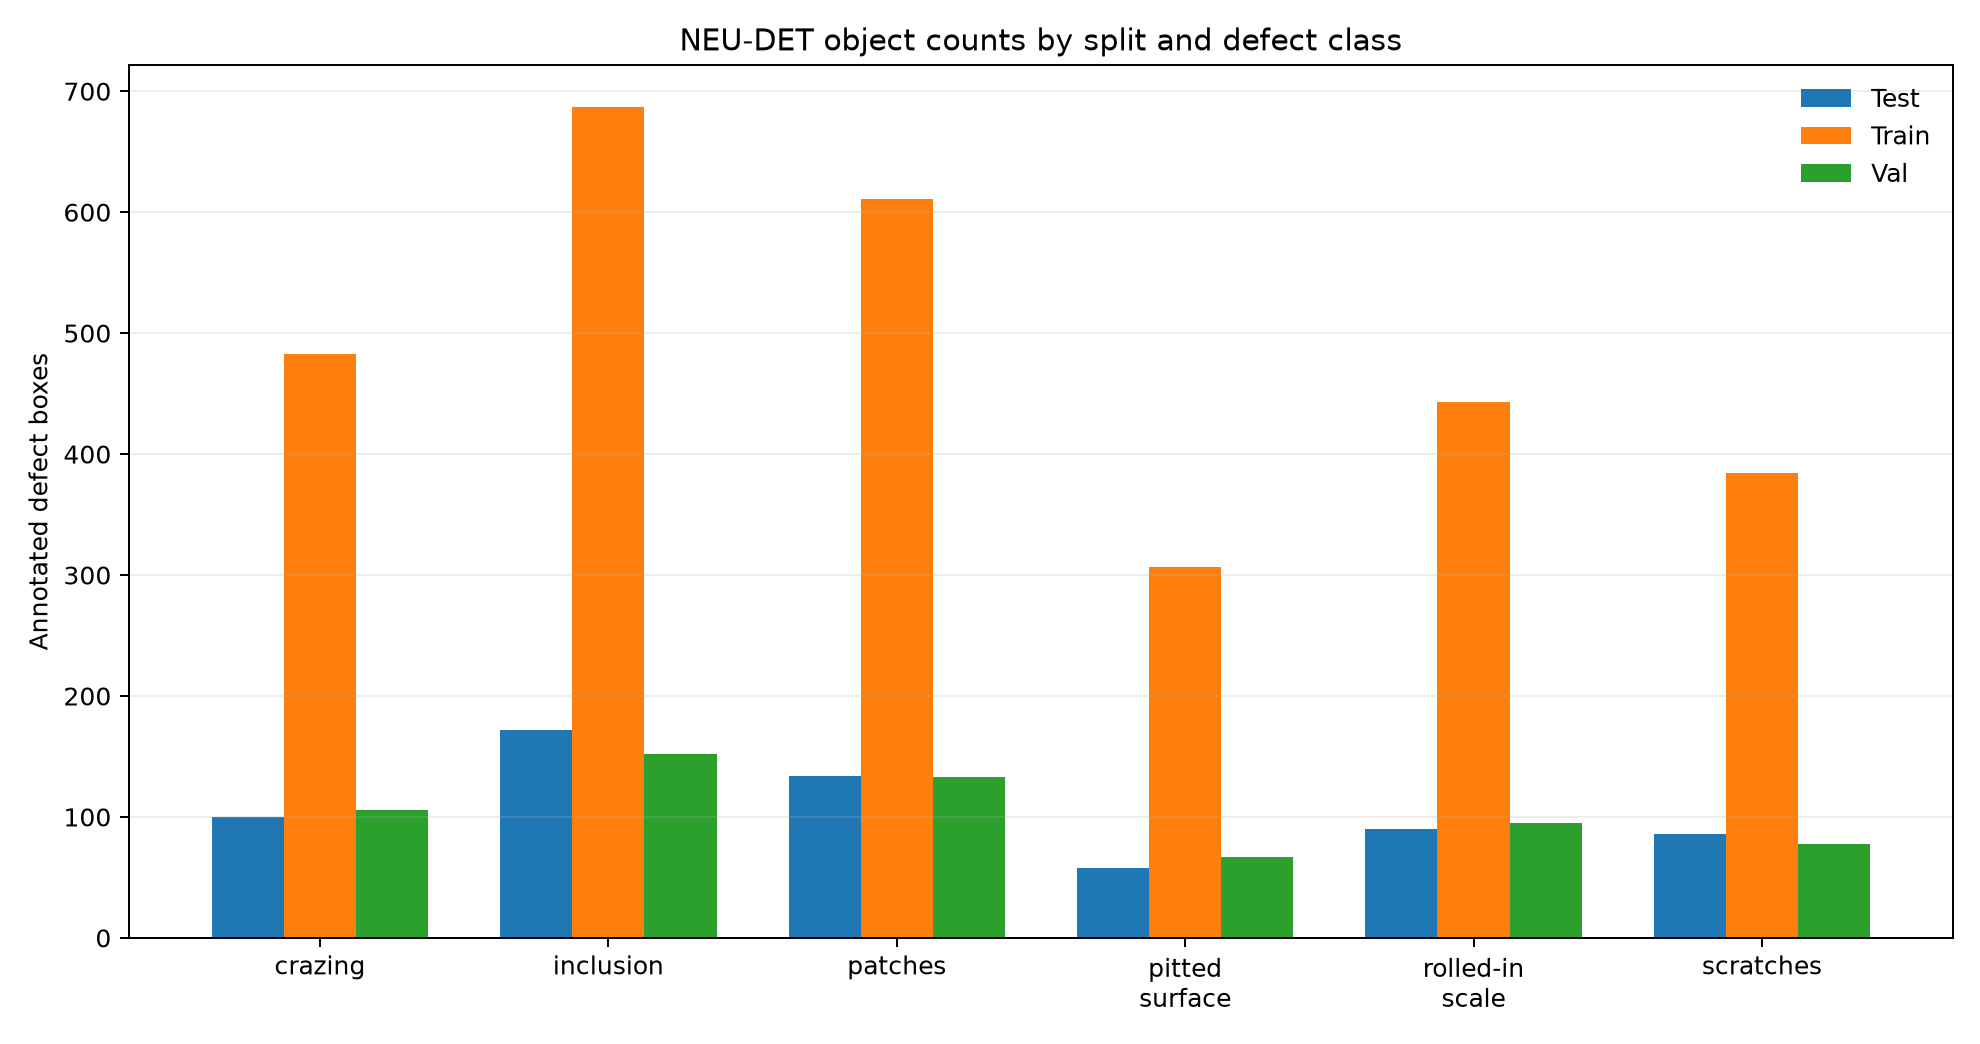 NEU-DET object counts by split and defect class
Test
Train
Val
Annotated defect boxes
700
600
500
400
300
200
100
0
crazing
inclusion
patches
pitted
surface
rolled-in
scale
scratches